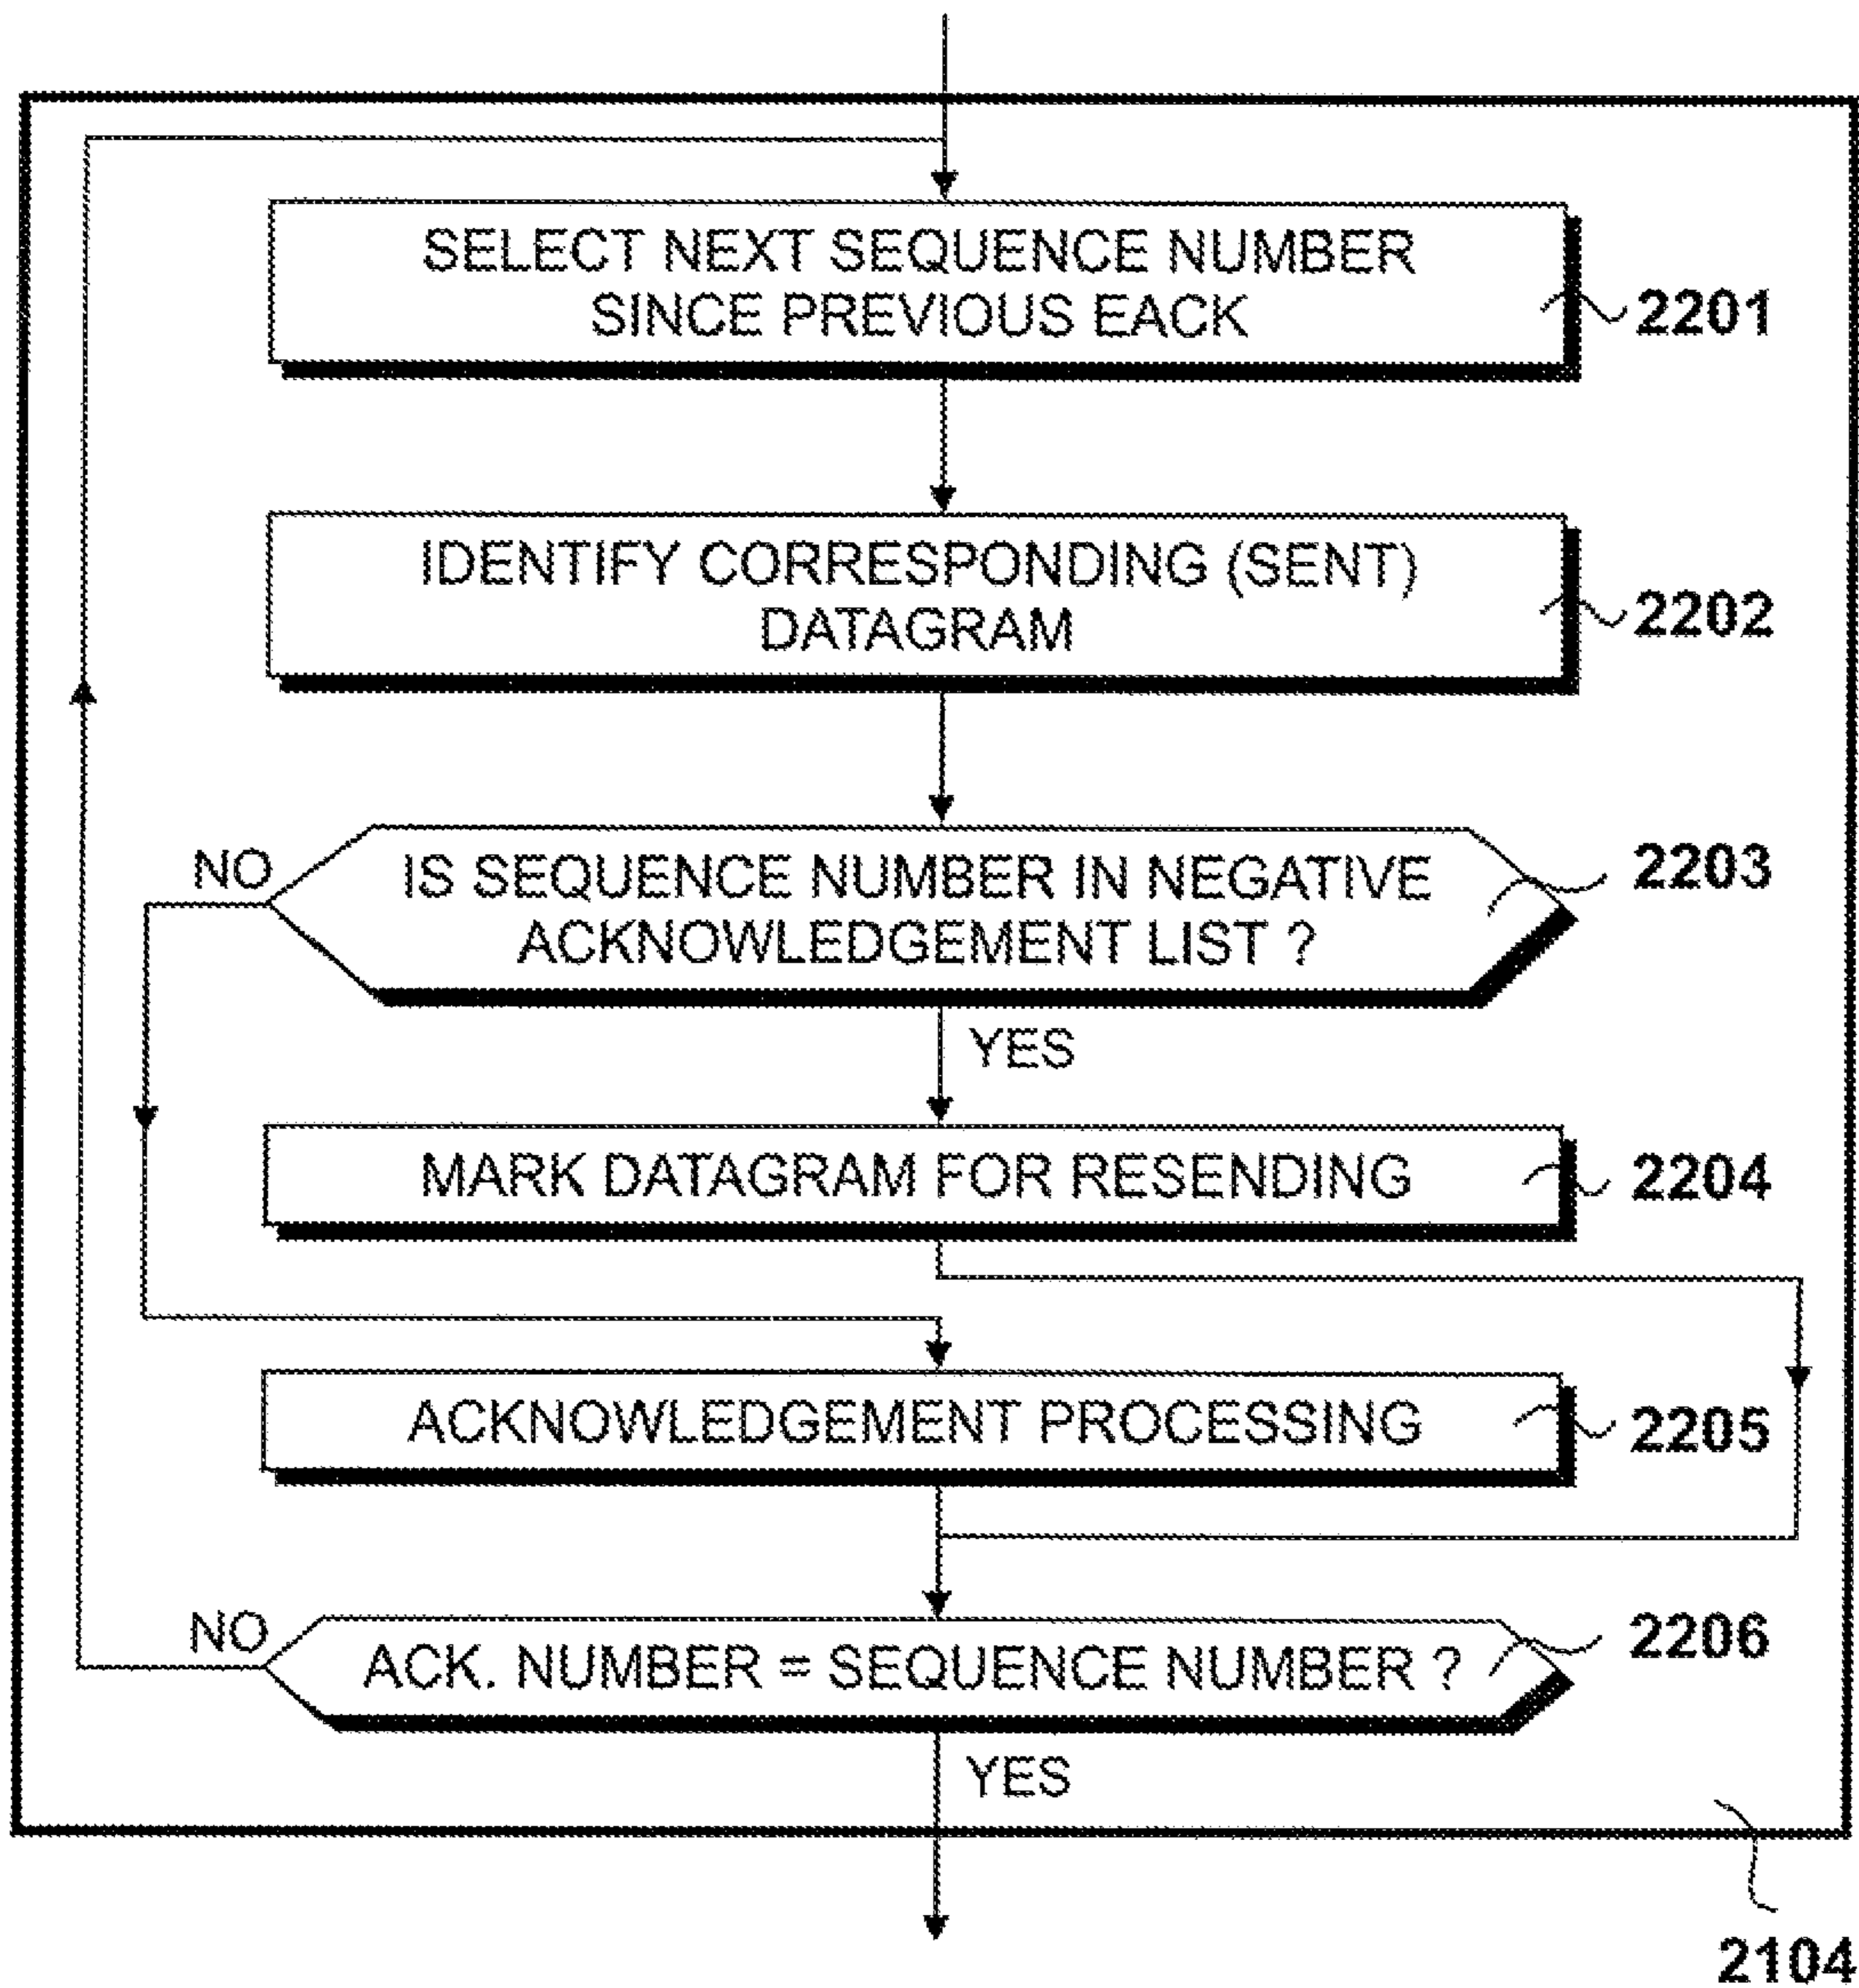 SELECT NEXT SEQUENCE NUMBER
SINCE PREVIOUS EACK
2201
IDENTIFY CORRESPONDING (SENT)
DATAGRAM
2202
NO
IS SEQUENCE NUMBER IN NEGATIVE
ACKNOWLEDGEMENT LIST ?
2203
YES
MARK DATAGRAM FOR RESENDING
2204
ACKNOWLEDGEMENT PROCESSING
2205
NO
ACK. NUMBER = SEQUENCE NUMBER ?
2206
YES
2104